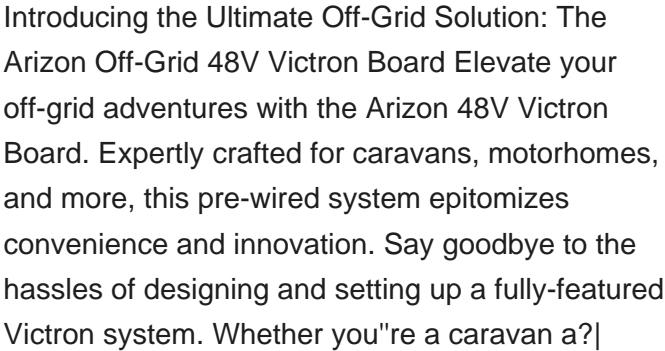 Introducing the Ultimate Off-Grid Solution: The
Arizon Off-Grid 48V Victron Board Elevate your
off-grid adventures with the Arizon 48V Victron
Board. Expertly crafted for caravans, motorhomes,
and more, this pre-wired system epitomizes
convenience and innovation. Say goodbye to the
hassles of designing and setting up a fully-featured
Victron system. Whether you"re a caravan a?|